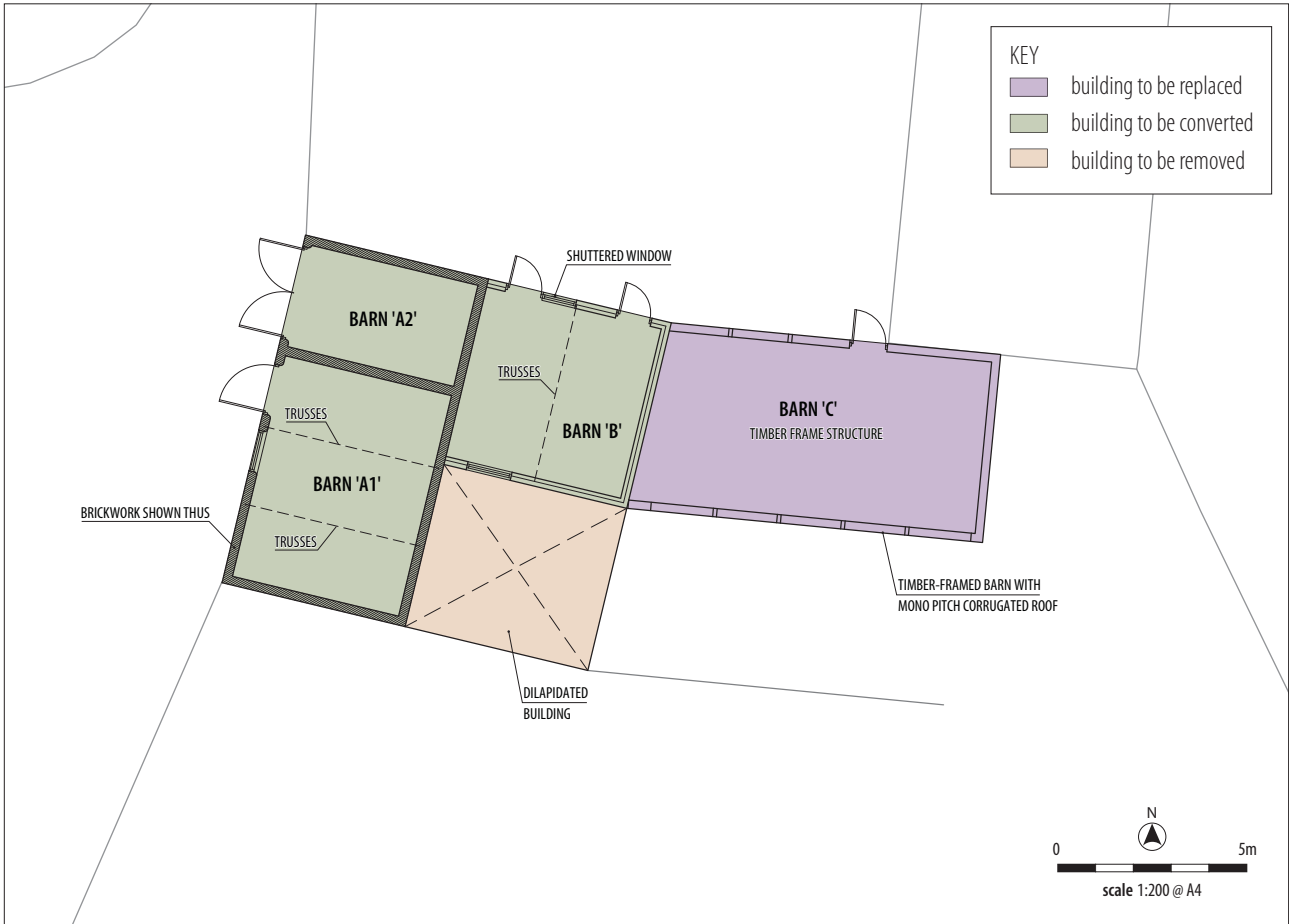 KEY
building to be replaced
building to be converted
building to be removed
SHUTTERED WINDOW
BARN 'A2'
TRUSSES
BARN 'C'
TIMBER FRAME STRUCTURE
TRUSSES
BARN 'B'
BARN 'A1'
BRICKWORK SHOWN THUS
TRUSSES
TIMBER-FRAMED BARN WITH
MONO PITCH CORRUGATED ROOF
DILAPIDATED
BUILDING
N
0 5m
scale 1:200 @ A4